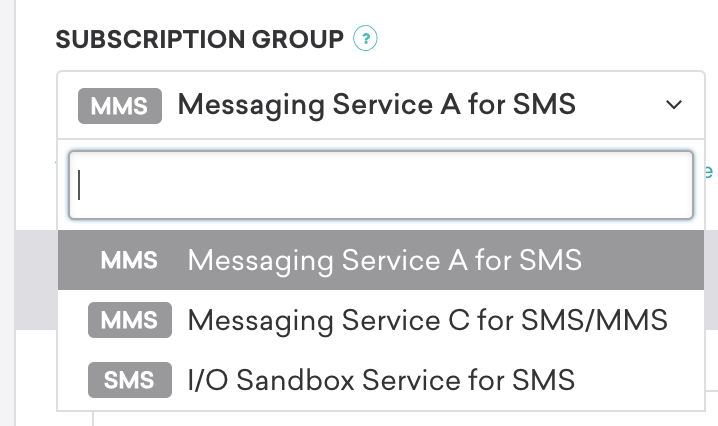 SUBSCRIPTION GROUP ?
MMS Messaging Service A for SMS
e
MMS Messaging Service A for SMS
MMS Messaging Service C for SMS/MMS
SMS I/O Sandbox Service for SMS